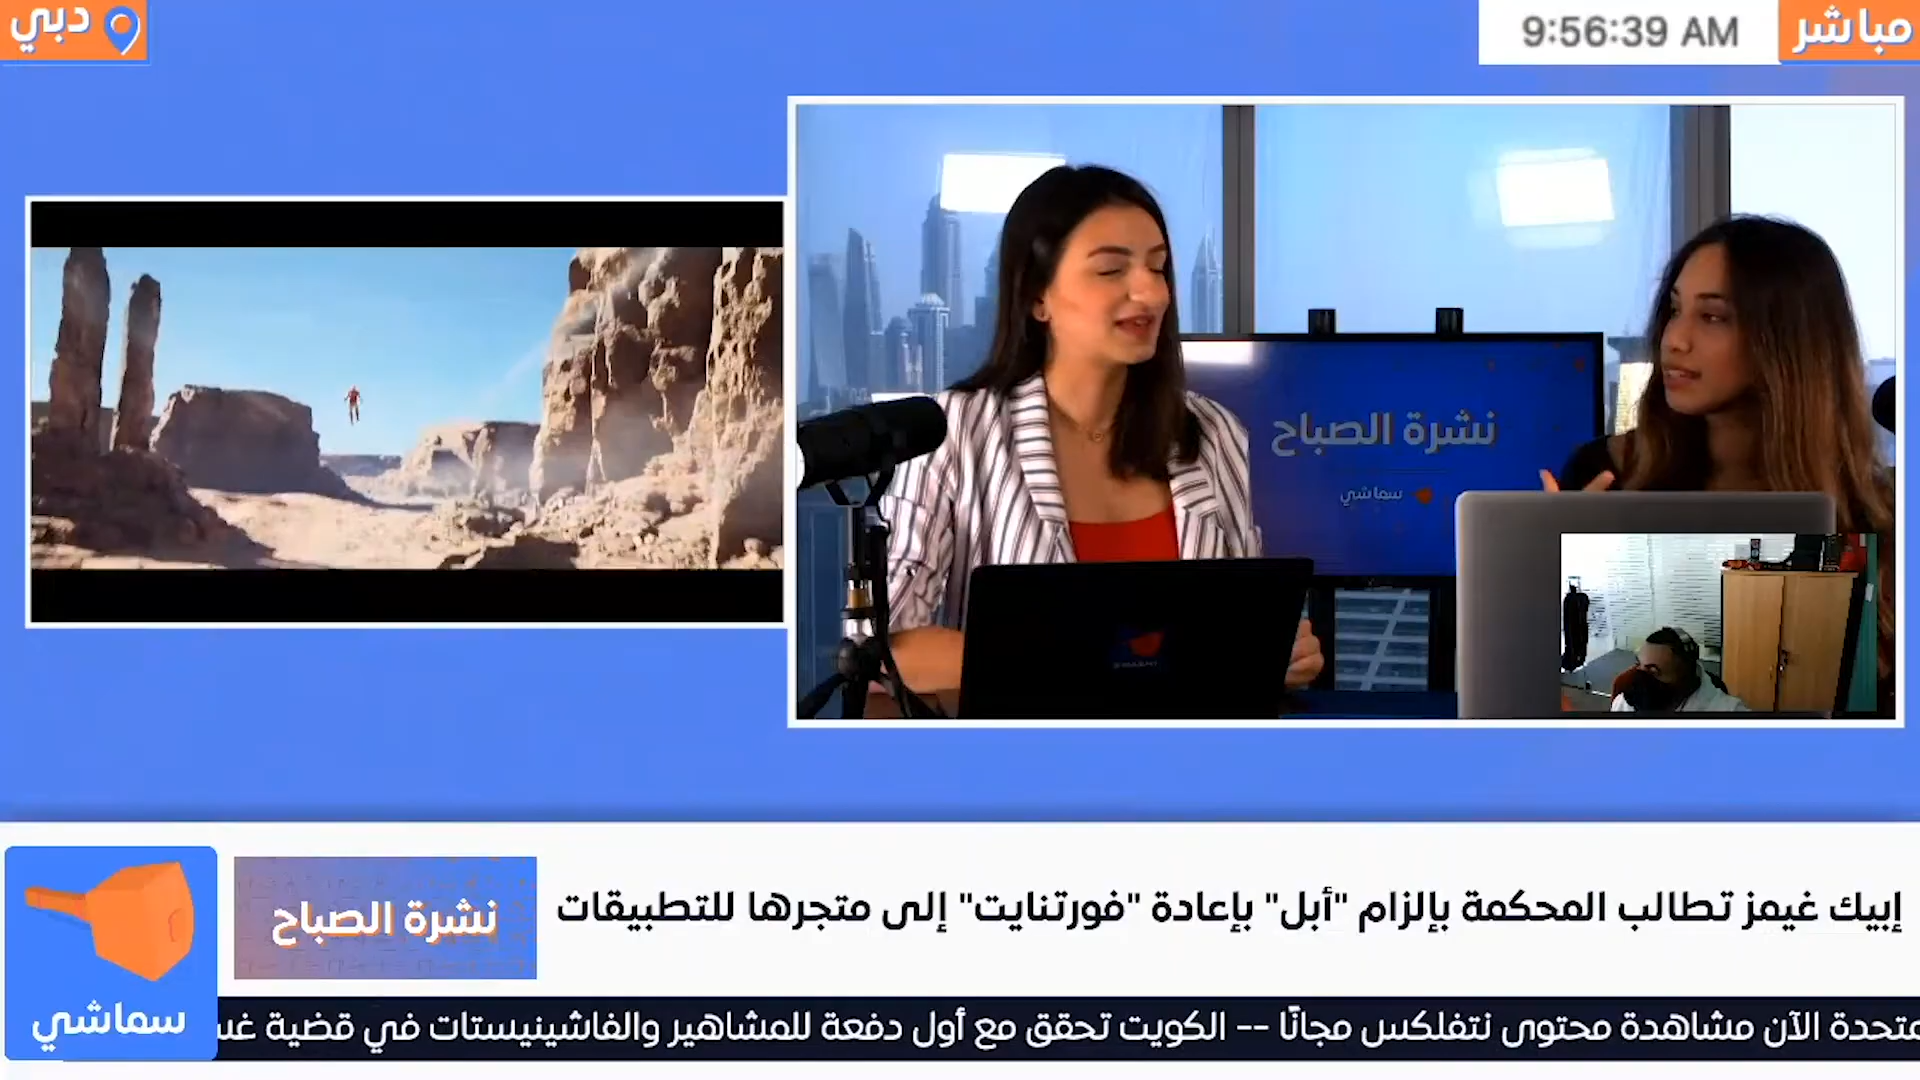 دبي
9:56:39 AM
مباشر
نشرة الصباح
سماشي
إبيك غيمز تطالب المحكمة بإلزام "أبل" بإعادة "فورتنايت" إلى متجرها للتطبيقات
نشرة الصباح
سماشي
متحدة الآن مشاهدة محتوى نتفلكس مجانًا -- الكويت تحقق مع أول دفعة للمشاهير والفاشينيستات في قضية غس